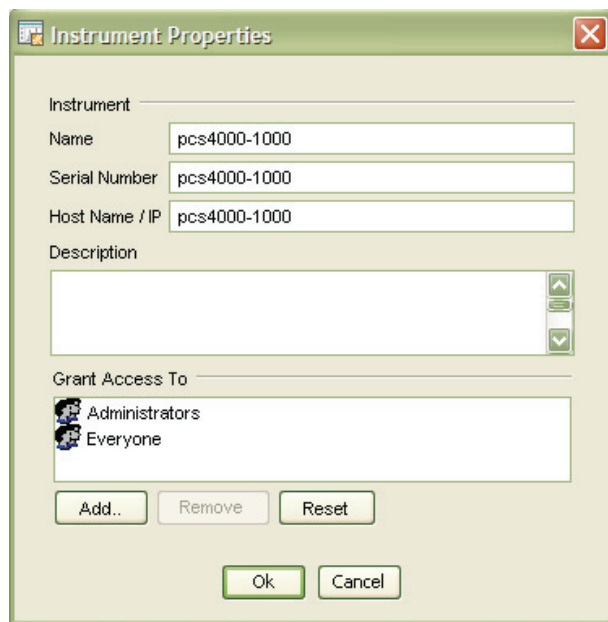 Instrument Properties
Instrument
Name pcs4000-1000
Serial Number pcs4000-1000
Host Name / IP pcs4000-1000
Description
Grant Access To
Administrators
Everyone
Add.. Remove Reset
Ok Cancel